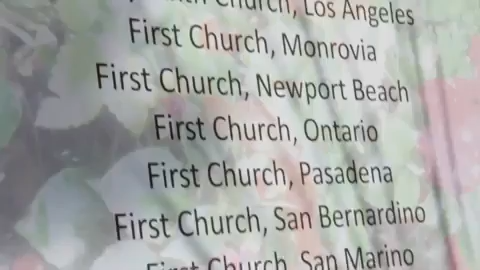 Church, Los Angeles
First Church, Monrovia
First Church, Newport Beach
First Church, Ontario
First Church, Pasadena
First Church, San Bernardino
First Church, San Marino